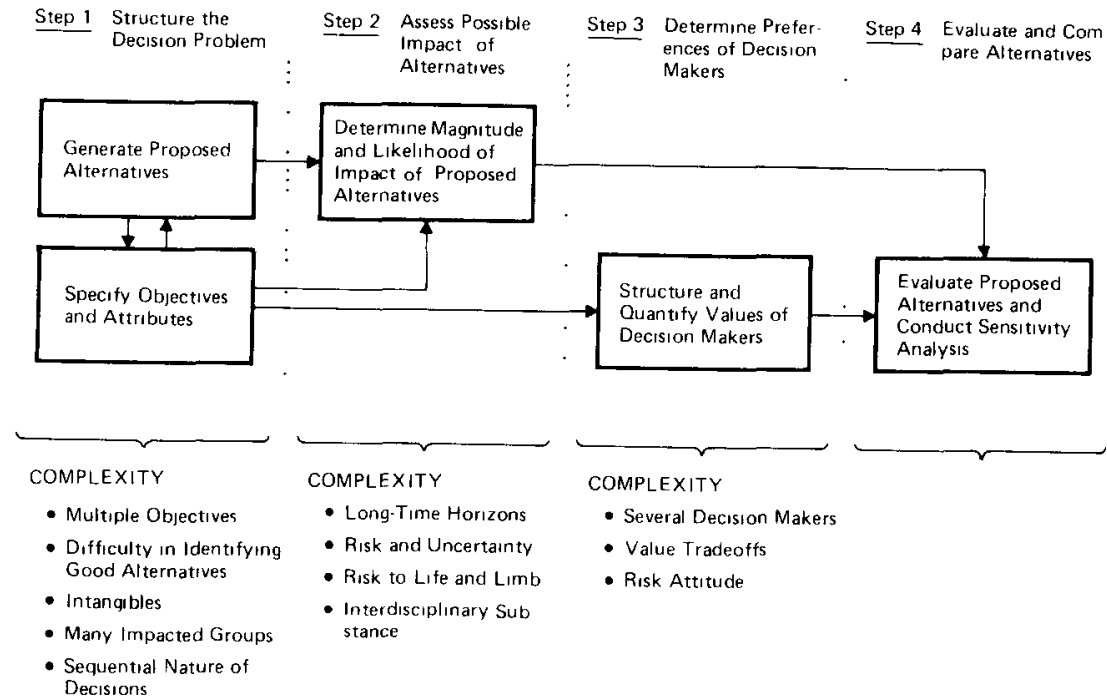 Step 1 Structure the
Decision Problem
Step 2 Assess Possible
Impact of
Alternatives
Step 3 Determine Prefer-
ences of Decision
Makers
Step 4 Evaluate and Com
pare Alternatives
Generate Proposed
Alternatives
Determine Magnitude
and Likelihood of
Impact of Proposed
Alternatives
Specify Objectives
and Attributes
Structure and
Quantify Values of
Decision Makers
Evaluate Proposed
Alternatives and
Conduct Sensitivity
Analysis
COMPLEXITY
• Multiple Objectives
• Difficulty in Identifying
Good Alternatives
• Intangibles
• Many Impacted Groups
• Sequential Nature of
Decisions
COMPLEXITY
• Long-Time Horizons
• Risk and Uncertainty
• Risk to Life and Limb
• Interdisciplinary Sub
stance
COMPLEXITY
• Several Decision Makers
• Value Tradeoffs
• Risk Attitude